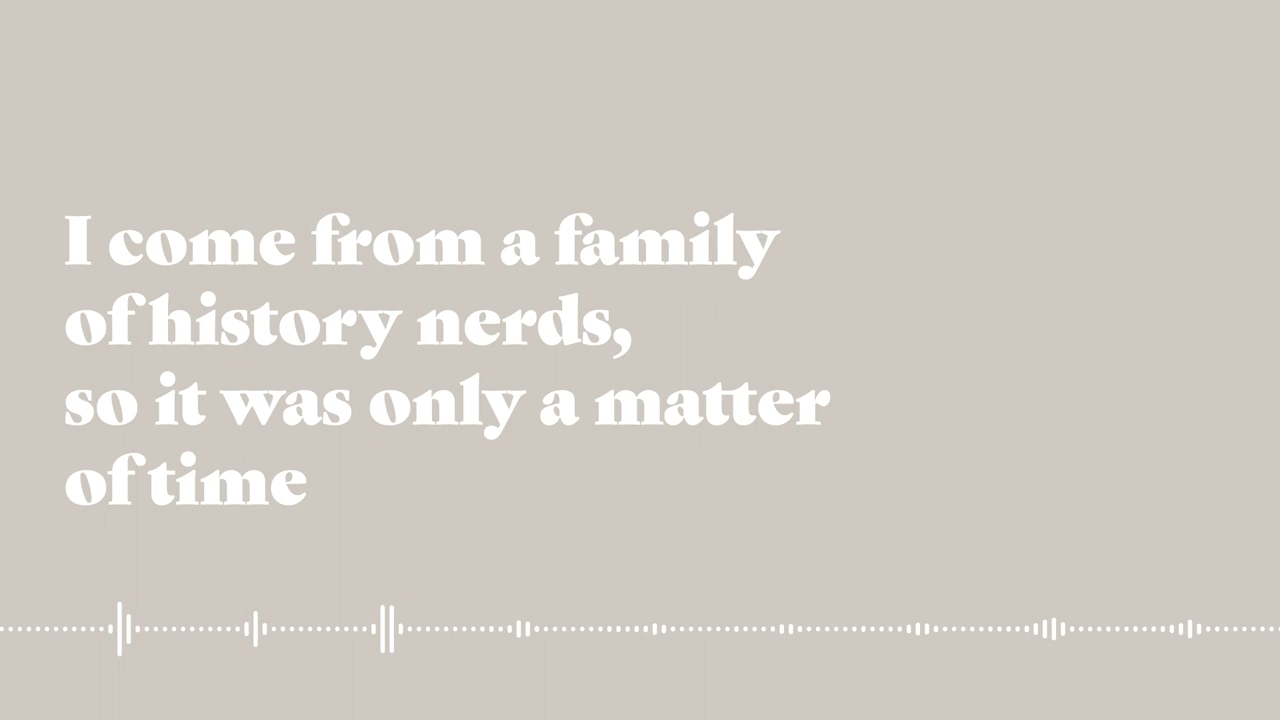 I come from a family
of history nerds,
so it was only a matter
of time